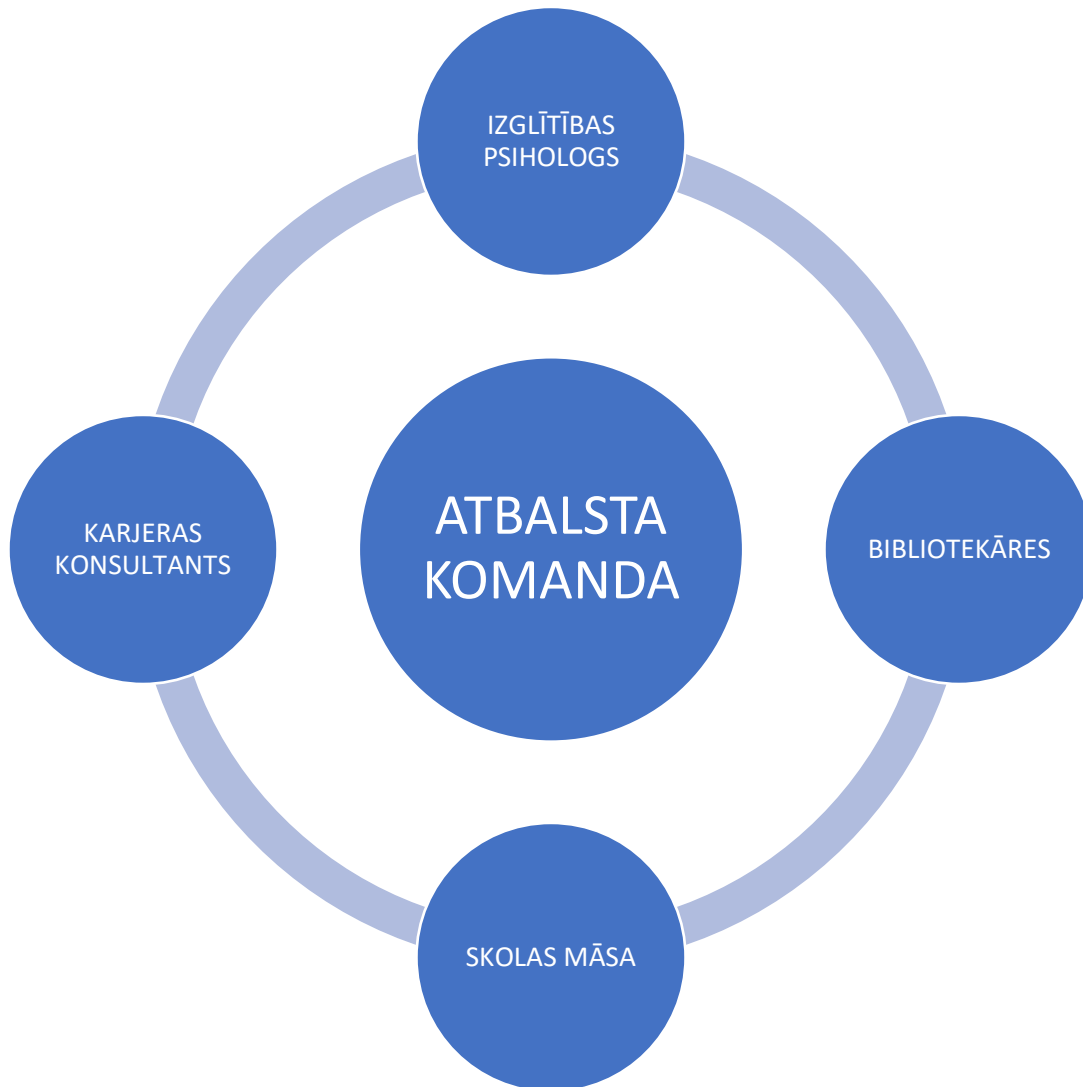 IZGLĪTĪBAS
PSIHOLOGS
KARJERAS
KONSULTANTS
ATBALSTA
KOMANDA
BIBLIOTEKĀRES
SKOLAS MĀSA